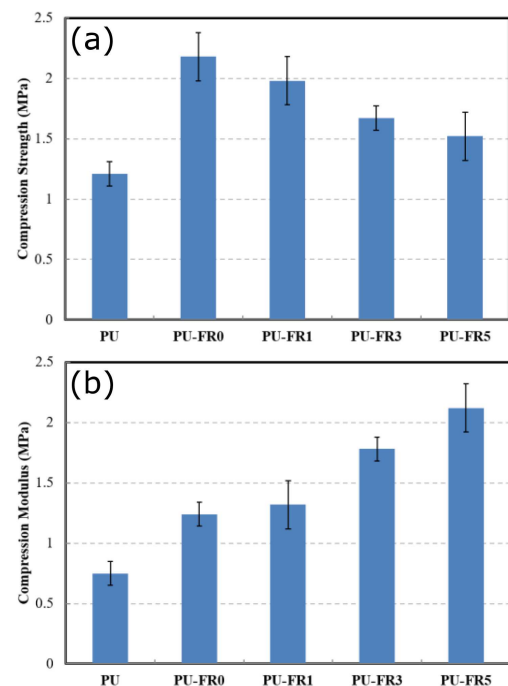 (a)
Compression Strength (MPa)
2.5
2
1.5
1
0.5
0
PU PU-FR0 PU-FR1 PU-FR3 PU-FR5
(b)
Compression Modulus (MPa)
2.5
2
1.5
1
0.5
0
PU PU-FR0 PU-FR1 PU-FR3 PU-FR5